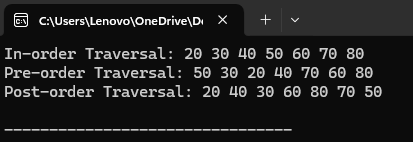 C:\Users\Lenovo\OneDrive\De
In-order Traversal: 20 30 40 50 60 70 80
Pre-order Traversal: 50 30 20 40 70 60 80
Post-order Traversal: 20 40 30 60 80 70 50
--------------------------------